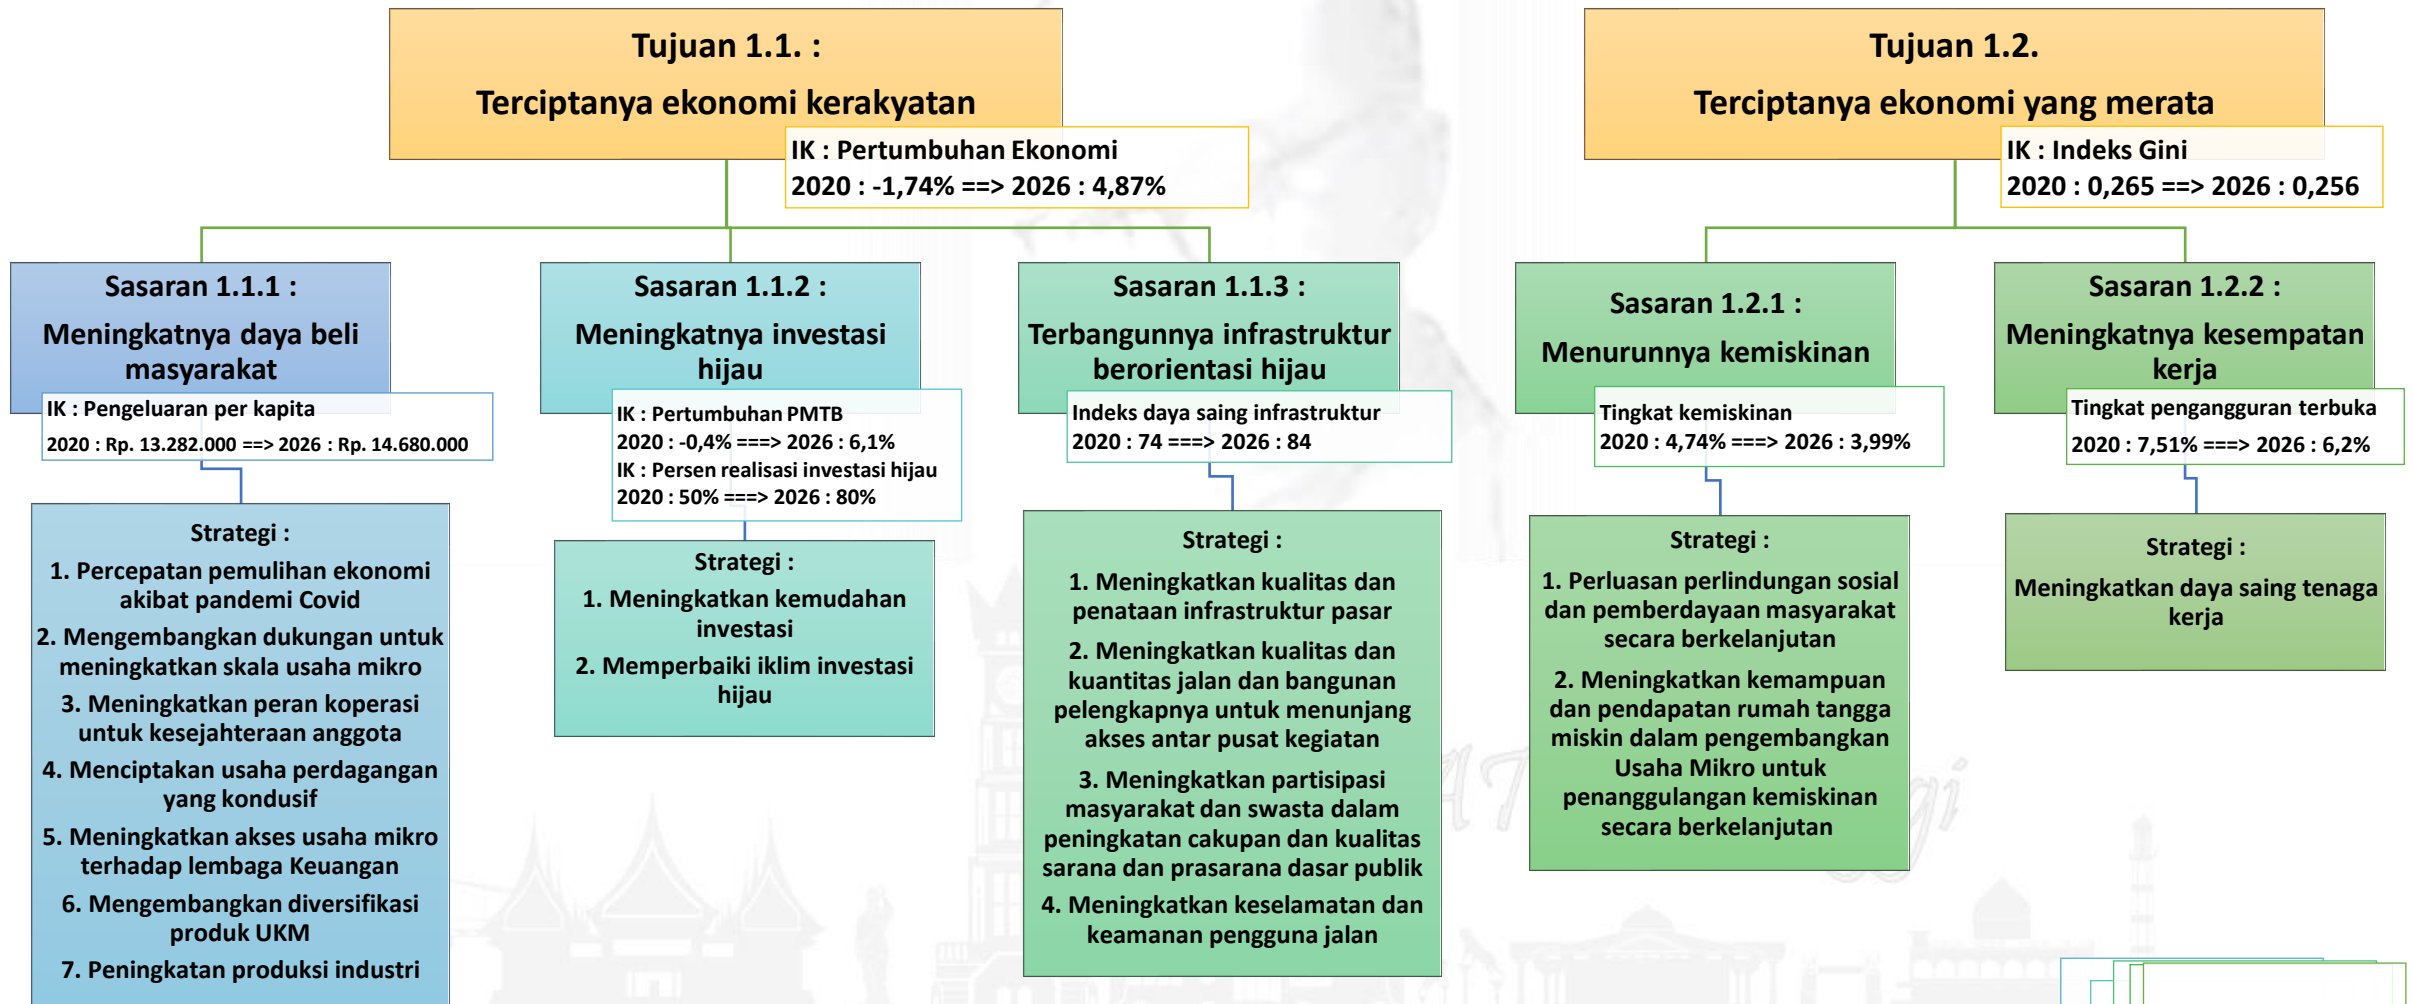 Tujuan 1.1. :
Terciptanya ekonomi kerakyatan
IK : Pertumbuhan Ekonomi
2020 : -1,74% ==> 2026 : 4,87%
Tujuan 1.2.
Terciptanya ekonomi yang merata
IK : Indeks Gini
2020 : 0,265 ==> 2026 : 0,256
Sasaran 1.1.1 :
Meningkatnya daya beli
masyarakat
IK : Pengeluaran per kapita
2020 : Rp. 13.282.000 ==> 2026 : Rp. 14.680.000
Strategi :
1. Percepatan pemulihan ekonomi
akibat pandemi Covid
2. Mengembangkan dukungan untuk
meningkatkan skala usaha mikro
3. Meningkatkan peran koperasi
untuk kesejahteraan anggota
4. Menciptakan usaha perdagangan
yang kondusif
5. Meningkatkan akses usaha mikro
terhadap lembaga Keuangan
6. Mengembangkan diversifikasi
produk UKM
7. Peningkatan produksi industri
Sasaran 1.1.2 :
Meningkatnya investasi
hijau
IK : Pertumbuhan PMTB
2020 : -0,4% ===> 2026 : 6,1%
IK : Persen realisasi investasi hijau
2020 : 50% ===> 2026 : 80%
Strategi :
1. Meningkatkan kemudahan
investasi
2. Memperbaiki iklim investasi
hijau
Sasaran 1.1.3 :
Terbangunnya infrastruktur
berorientasi hijau
Indeks daya saing infrastruktur
2020 : 74 ===> 2026 : 84
Strategi :
1. Meningkatkan kualitas dan
penataan infrastruktur pasar
2. Meningkatkan kualitas dan
kuantitas jalan dan bangunan
pelengkapnya untuk menunjang
akses antar pusat kegiatan
3. Meningkatkan partisipasi
masyarakat dan swasta dalam
peningkatan cakupan dan kualitas
sarana dan prasarana dasar publik
4. Meningkatkan keselamatan dan
keamanan pengguna jalan
Sasaran 1.2.1 :
Menurunnya kemiskinan
Tingkat kemiskinan
2020 : 4,74% ===> 2026 : 3,99%
Strategi :
1. Perluasan perlindungan sosial
dan pemberdayaan masyarakat
secara berkelanjutan
2. Meningkatkan kemampuan
dan pendapatan rumah tangga
miskin dalam pengembangkan
Usaha Mikro untuk
penanggulangan kemiskinan
secara berkelanjutan
Sasaran 1.2.2 :
Meningkatnya kesempatan
kerja
Tingkat pengangguran terbuka
2020 : 7,51% ===> 2026 : 6,2%
Strategi :
Meningkatkan daya saing tenaga
kerja